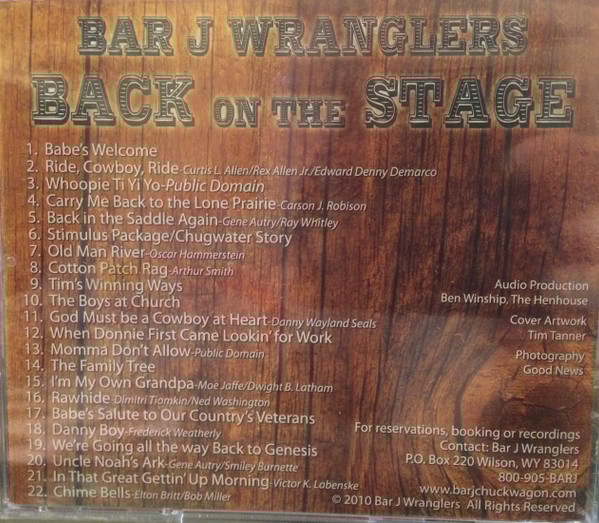 BAR J WRANGLERS
BACK ON THE STAGE
1. Babe's Welcome
2. Ride, Cowboy, Ride-Curtis L. Allen/Rex Allen Jr./Edward Denny Demarco
3. Whoopie Ti Yi Yo-Public Domain
4. Carry Me Back to the Lone Prairie-Carson J. Robison
5. Back in the Saddle Again-Gene Autry/Ray Whitley
6. Stimulus Package/Chugwater Story
7. Old Man River-Oscar Hammerstein
8. Cotton Patch Rag-Arthur Smith
9. Tim's Winning Ways
10. The Boys at Church
11. God Must be a Cowboy at Heart-Danny Wayland Seals
12. When Donnie First Came Lookin' for Work
13. Momma Don't Allow-Public Domain
14. The Family Tree
15. I'm My Own Grandpa-Moe Jaffe/Dwight B. Latham
16. Rawhide-Dimitri Tiomkin/Ned Washington
17. Babe's Salute to Our Country's Veterans
18. Danny Boy-Frederick Weatherly
19. We're Going all the way Back to Genesis
20. Uncle Noah's Ark-Gene Autry/Smiley Burnette
21. In That Great Gettin' Up Morning-Victor K. Labenske
22. Chime Bells-Elton Britt/Bob Miller
Audio Production
Ben Winship, The Henhouse
Cover Artwork
Tim Tanner
Photography
Good News
For reservations, booking or recordings
Contact: Bar J Wranglers
P.O. Box 220 Wilson, WY 83014
800-905-BARJ
www.barjchuckwagon.com
© 2010 Bar J Wranglers All Rights Reserved